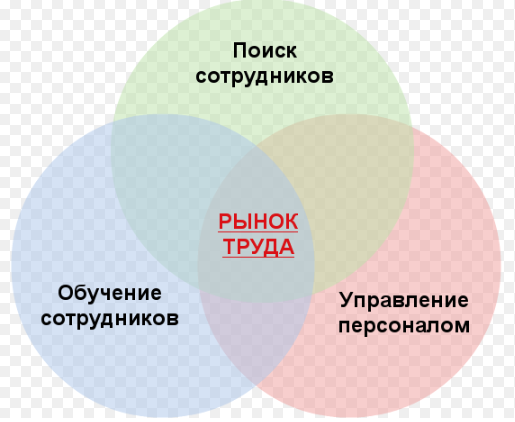 Поиск
сотрудников
РЫНОК
ТРУДА
Обучение
сотрудников
Управление
персоналом